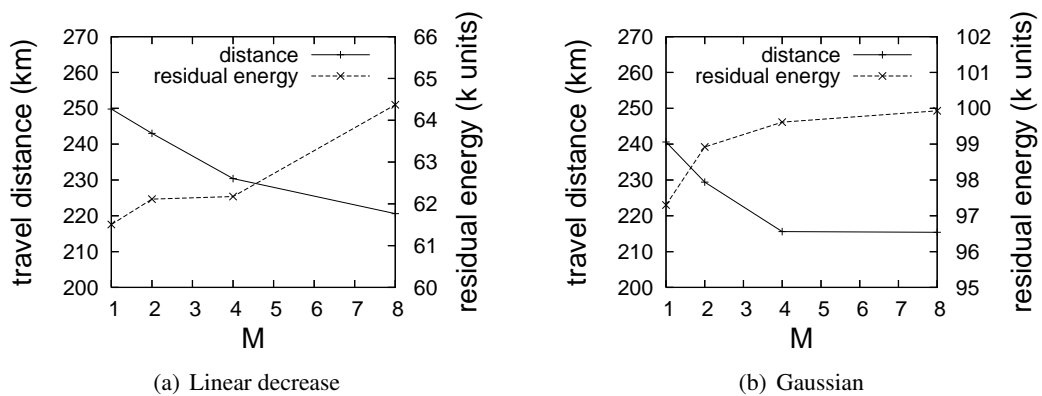 270
260
250
240
230
220
210
200
travel distance (km)
distance
residual energy
66
65
64
63
62
61
60
residual energy (k units)
1 2 3 4 5 6 7 8
M
(a) Linear decrease
270
260
250
240
230
220
210
200
travel distance (km)
distance
residual energy
102
101
100
99
98
97
96
95
residual energy (k units)
1 2 3 4 5 6 7 8
M
(b) Gaussian